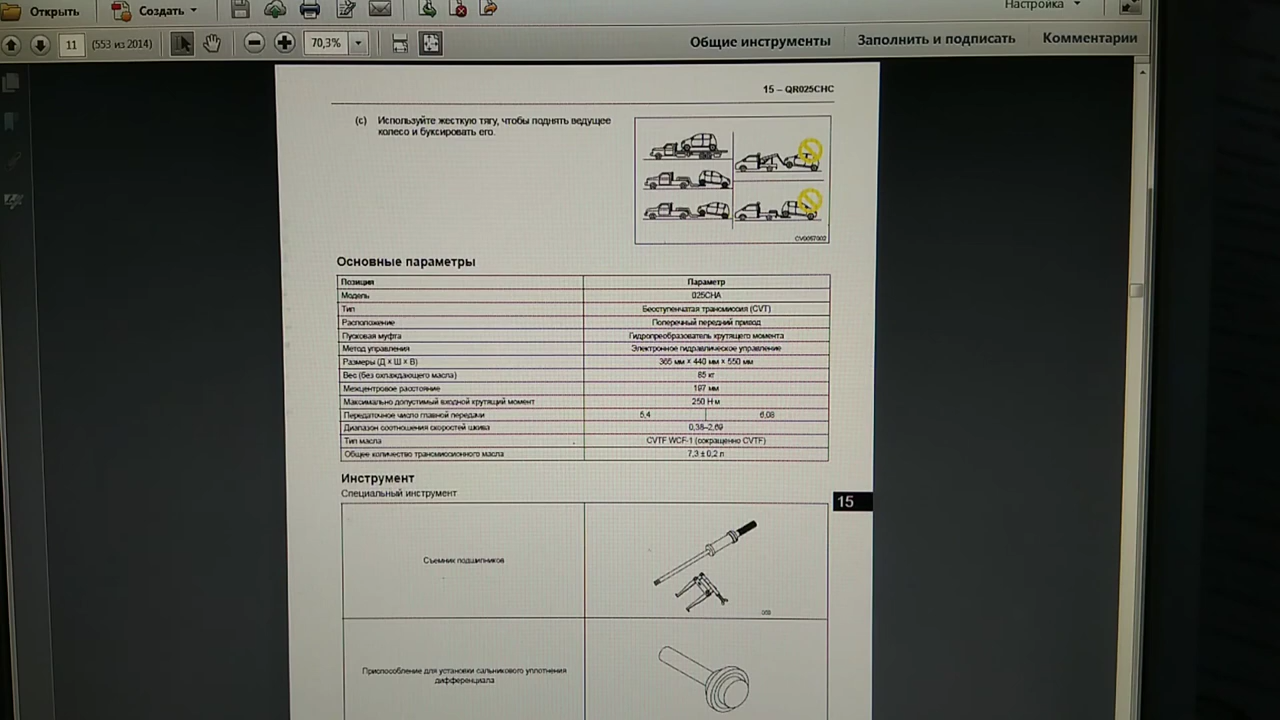 Открыть
Создать
Настройка
11 (553 из 2014)
70,3%
Общие инструменты
Заполнить и подписать
Комментарии
15 – QR025CHC
(c) Используйте жесткую тягу, чтобы поднять ведущее
колесо и буксировать его.
CV0057002
Основные параметры
Позиция Параметр
Модель 025CHA
Тип Бесступенчатая трансмиссия (CVT)
Расположение Поперечный передний привод
Пусковая муфта Гидропреобразователь крутящего момента
Метод управления Электронное гидравлическое управление
Размеры (Д × Ш × В) 365 мм × 440 мм × 550 мм
Вес (без охлаждающего масла) 85 кг
Межцентровое расстояние 197 мм
Максимально допустимый входной крутящий момент 250 Н·м
Передаточное число главной передачи 5,4 6,08
Диапазон соотношения скоростей шкива 0,38–2,69
Тип масла CVTF WCF-1 (сокращенно CVTF)
Общее количество трансмиссионного масла 7,3 ± 0,2 л
Инструмент
Специальный инструмент
15
Съемник подшипников
Приспособление для установки сальникового уплотнения
дифференциала